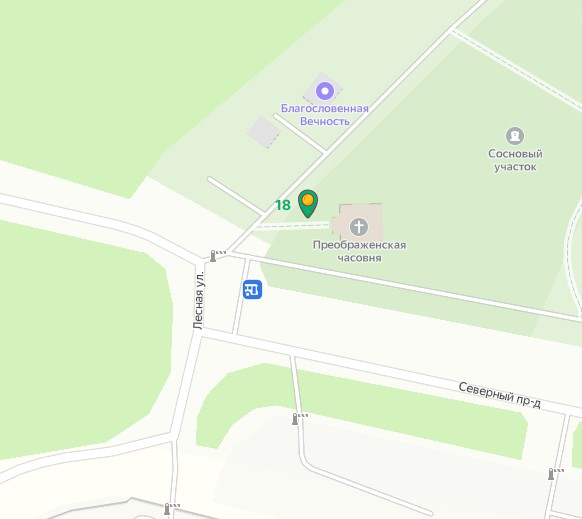 Благословенная
Вечность
Сосновый
участок
18
Преображенская
часовня
Лесная ул.
Северный пр-д